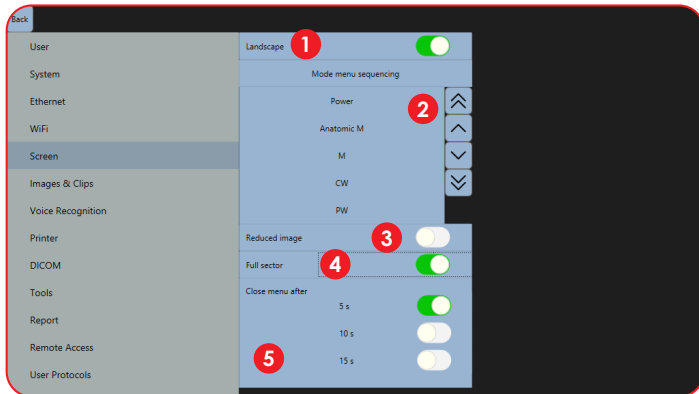 Back
User
System
Ethernet
WiFi
Screen
Images & Clips
Voice Recognition
Printer
DICOM
Tools
Report
Remote Access
User Protocols
Landscape 1
Mode menu sequencing
Power 2
Anatomic M
M
CW
PW
Reduced image 3
Full sector 4
Close menu after
5 s
10 s
5 15 s